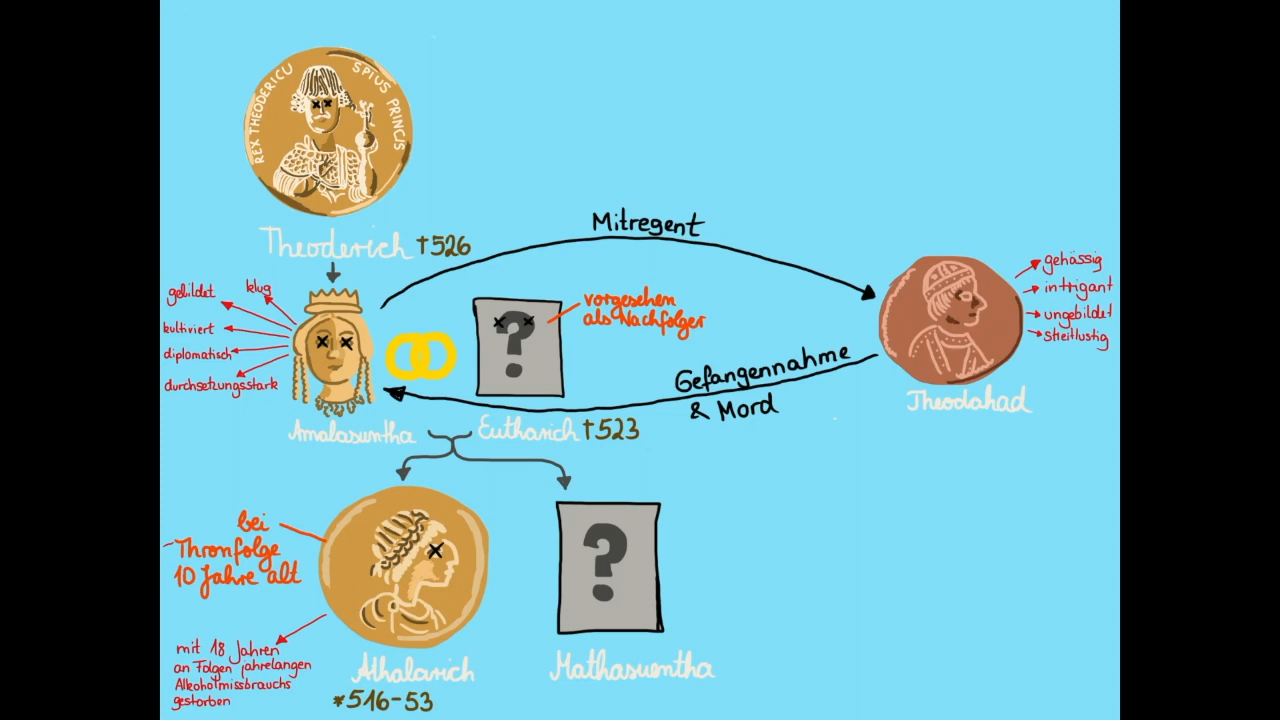 REX THEODERICU SPIUS PRINCIS
Theoderich †526
Mitregent
gebildet
klug
kultiviert
diplomatisch
durchsetzungsstark
?
vorgesehen
als Nachfolger
gehässig
intrigant
ungebildet
streitlustig
Gefangennahme
& Mord
Theodahad
Amalasuntha
Eutharich †523
bei
Thronfolge
10 Jahre alt
?
mit 18 Jahren
an Folgen jahrelangen
Alkoholmissbrauchs
gestorben
Athalarich
*516-53
Mathasuentha